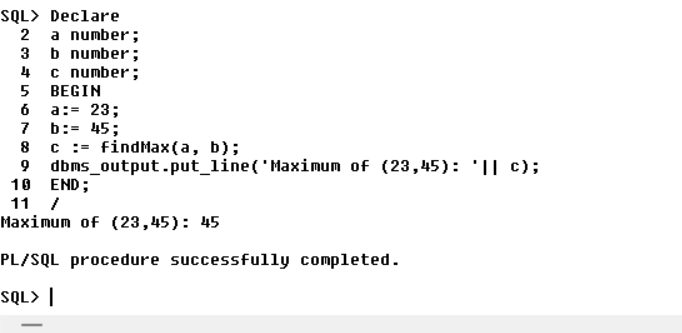 SQL> Declare
  2  a number;
  3  b number;
  4  c number;
  5  BEGIN
  6  a:= 23;
  7  b:= 45;
  8  c := findMax(a, b);
  9  dbms_output.put_line('Maximum of (23,45): '|| c);
 10  END;
 11  /
Maximum of (23,45): 45
PL/SQL procedure successfully completed.
SQL>